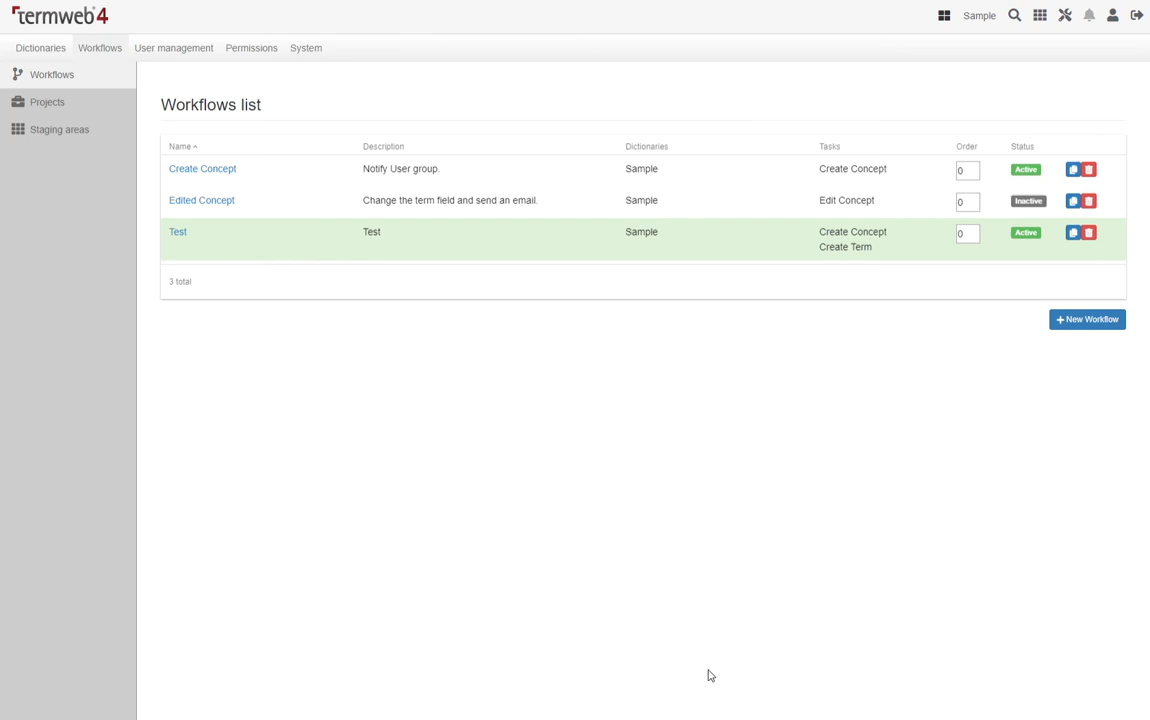 termweb 4
Sample
Dictionaries Workflows User management Permissions System
Workflows
Projects
Staging areas
Workflows list
Name Description Dictionaries Tasks Order Status
Create Concept Notify User group. Sample Create Concept 0 Active
Edited Concept Change the term field and send an email. Sample Edit Concept 0 Inactive
Test Test Sample Create Concept 0 Active
Create Term
3 total
New Workflow